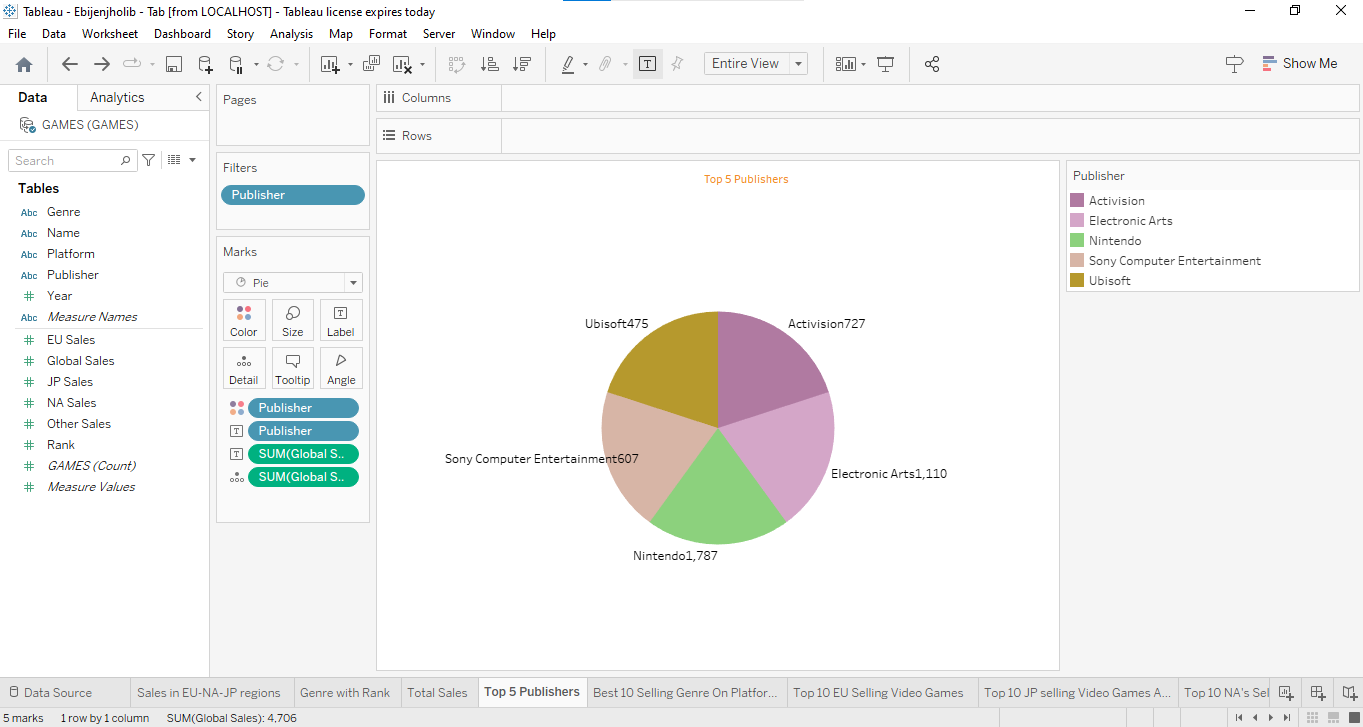 Tableau - Ebijenjholib - Tab [from LOCALHOST] - Tableau license expires today
File Data Worksheet Dashboard Story Analysis Map Format Server Window Help
Entire View
Show Me
Data Analytics
GAMES (GAMES)
Search
Tables
Abc Genre
Abc Name
Abc Platform
Abc Publisher
# Year
Abc Measure Names
# EU Sales
# Global Sales
# JP Sales
# NA Sales
# Other Sales
# Rank
# GAMES (Count)
# Measure Values
Pages
Filters
Publisher
Marks
Pie
Color Size Label
Detail Tooltip Angle
Publisher
Publisher
SUM(Global S..
SUM(Global S..
Columns
Rows
Top 5 Publishers
Ubisoft475
Activision727
Sony Computer Entertainment607
Electronic Arts1,110
Nintendo1,787
Publisher
Activision
Electronic Arts
Nintendo
Sony Computer Entertainment
Ubisoft
Data Source Sales in EU-NA-JP regions Genre with Rank Total Sales Top 5 Publishers Best 10 Selling Genre On Platfor... Top 10 EU Selling Video Games Top 10 JP selling Video Games A... Top 10 NA's Sel
5 marks 1 row by 1 column SUM(Global Sales): 4,706